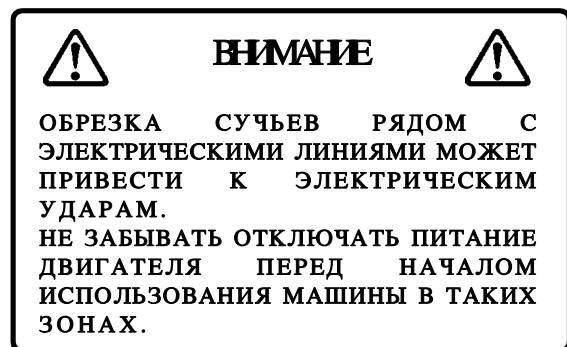 ВНИМАНИЕ
ОБРЕЗКА СУЧЬЕВ РЯДОМ С
ЭЛЕКТРИЧЕСКИМИ ЛИНИЯМИ МОЖЕТ
ПРИВЕСТИ К ЭЛЕКТРИЧЕСКИМ
УДАРАМ.
НЕ ЗАБЫВАТЬ ОТКЛЮЧАТЬ ПИТАНИЕ
ДВИГАТЕЛЯ ПЕРЕД НАЧАЛОМ
ИСПОЛЬЗОВАНИЯ МАШИНЫ В ТАКИХ
ЗОНАХ.